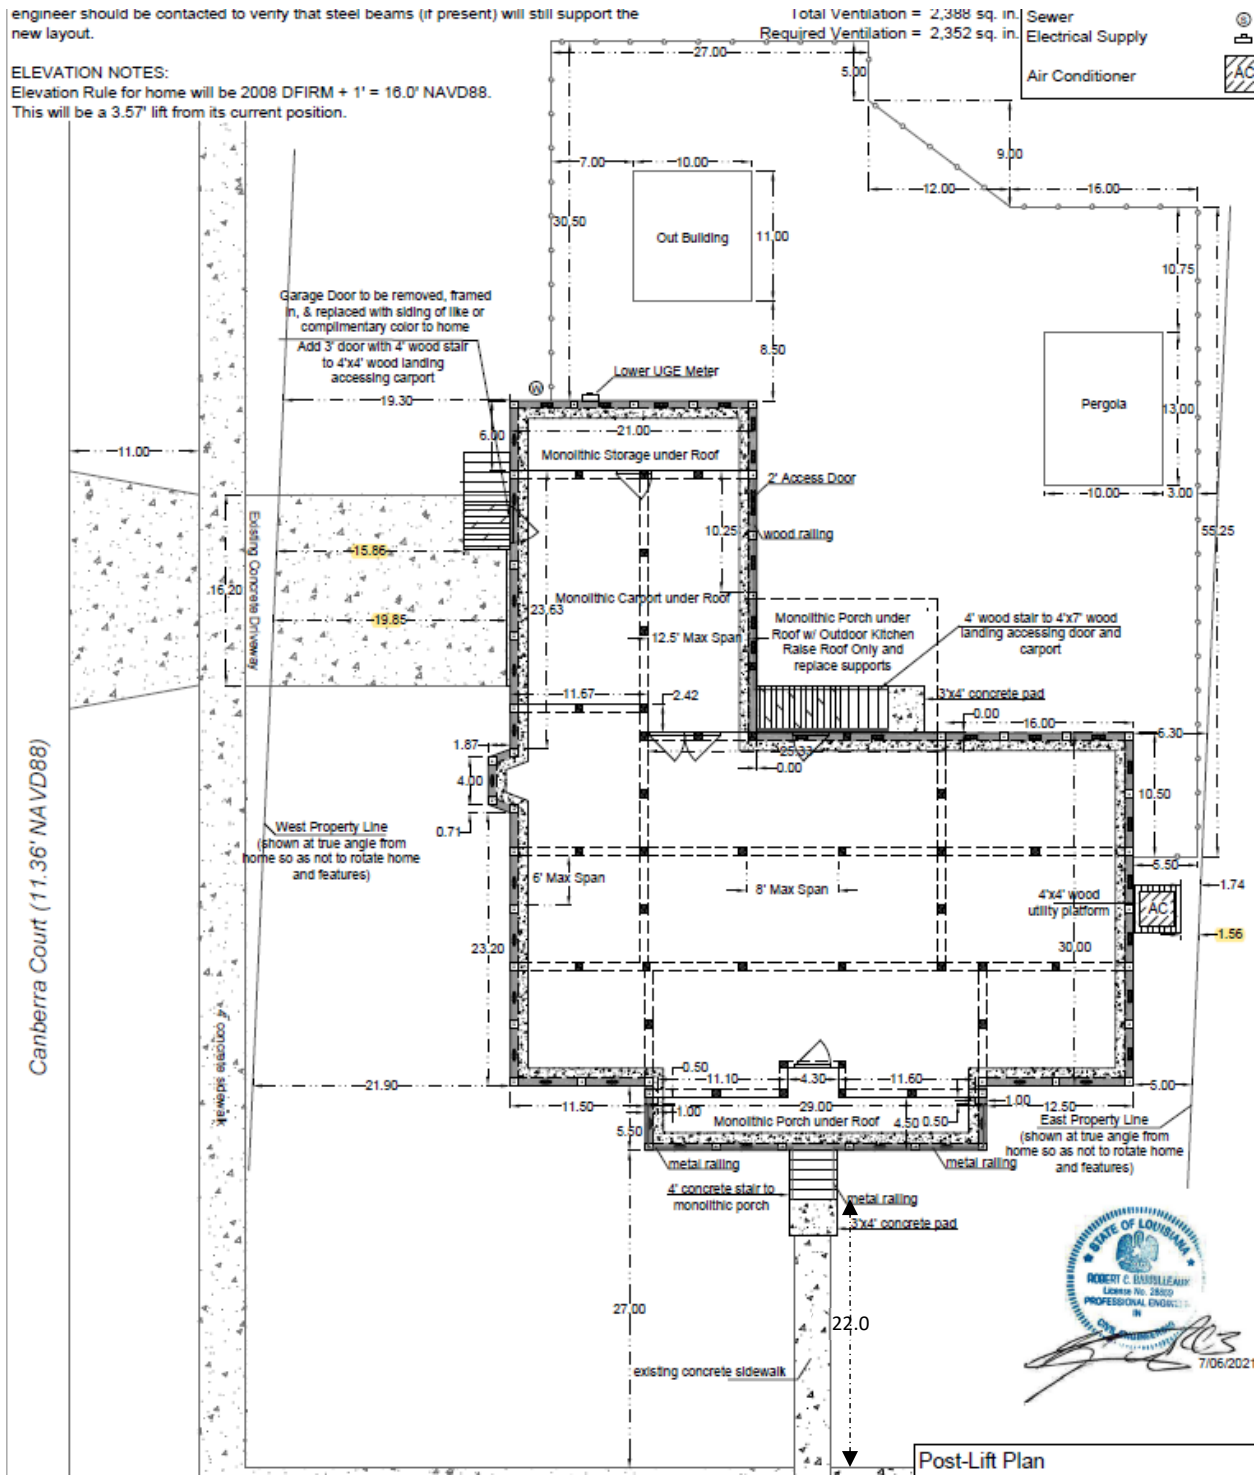 engineer should be contacted to verify that steel beams (if present) will still support the
new layout.
ELEVATION NOTES:
Elevation Rule for home will be 2008 DFIRM + 1' = 16.0' NAVD88.
This will be a 3.57' lift from its current position.
Total Ventilation = 2,388 sq. in.
Required Ventilation = 2,352 sq. in.
Sewer
S
Electrical Supply
Air Conditioner
AC
27.00
5.00
9.00
12.00
16.00
7.00
10.00
30.50
Out Building
11.00
10.75
8.50
Garage Door to be removed, framed
in, & replaced with siding of like or
complimentary color to home
Add 3' door with 4' wood stair
to 4'x4' wood landing
accessing carport
Lower UGE Meter
W
Pergola
13.00
10.00
3.00
55.25
19.30
6.00
21.00
11.00
Monolithic Storage under Roof
2' Access Door
10.25
wood railing
Existing Concrete Driveway
15.86
16.20
19.85
23.63
Monolithic Carport under Roof
12.5' Max Span
Monolithic Porch under
Roof w/ Outdoor Kitchen
Raise Roof Only and
replace supports
4' wood stair to 4'x7' wood
landing accessing door and
carport
11.67
2.42
3'x4' concrete pad
0.00
16.00
6.30
1.87
25.33
0.00
4.00
10.50
0.71
West Property Line
(shown at true angle from
home so as not to rotate home
and features)
6' Max Span
8' Max Span
5.50
4'x4' wood
utility platform
AC
1.74
1.56
30.00
23.20
Canberra Court (11.36' NAVD88)
4' concrete sidewalk
21.90
0.50
11.10
4.30
11.60
5.00
11.50
1.00
29.00
1.00
12.50
5.50
Monolithic Porch under Roof
4.50
0.50
East Property Line
(shown at true angle from
home so as not to rotate home
and features)
metal railing
metal railing
4' concrete stair to
monolithic porch
metal railing
3'x4' concrete pad
27.00
22.0
existing concrete sidewalk
STATE OF LOUISIANA
ROBERT C.
License No.
PROFESSIONAL
IN
CIVIL ENGINEERING
7/06/2021
Post-Lift Plan